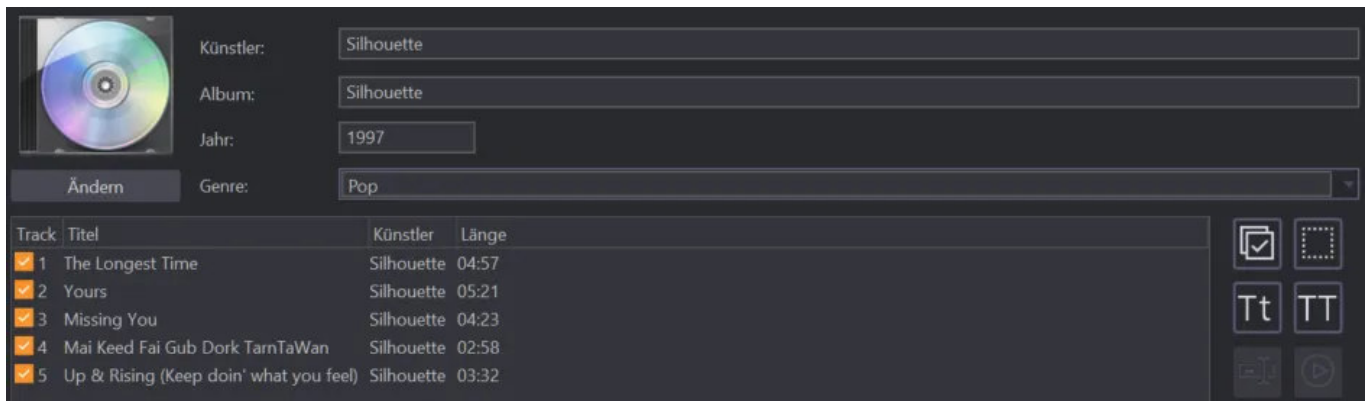 Künstler: Silhouette
Album: Silhouette
Jahr: 1997
Ändern Genre: Pop
Track Titel Künstler Länge
1 The Longest Time Silhouette 04:57
2 Yours Silhouette 05:21
3 Missing You Silhouette 04:23
4 Mai Keed Fai Gub Dork TarnTaWan Silhouette 02:58
5 Up & Rising (Keep doin' what you feel) Silhouette 03:32
Tt TT